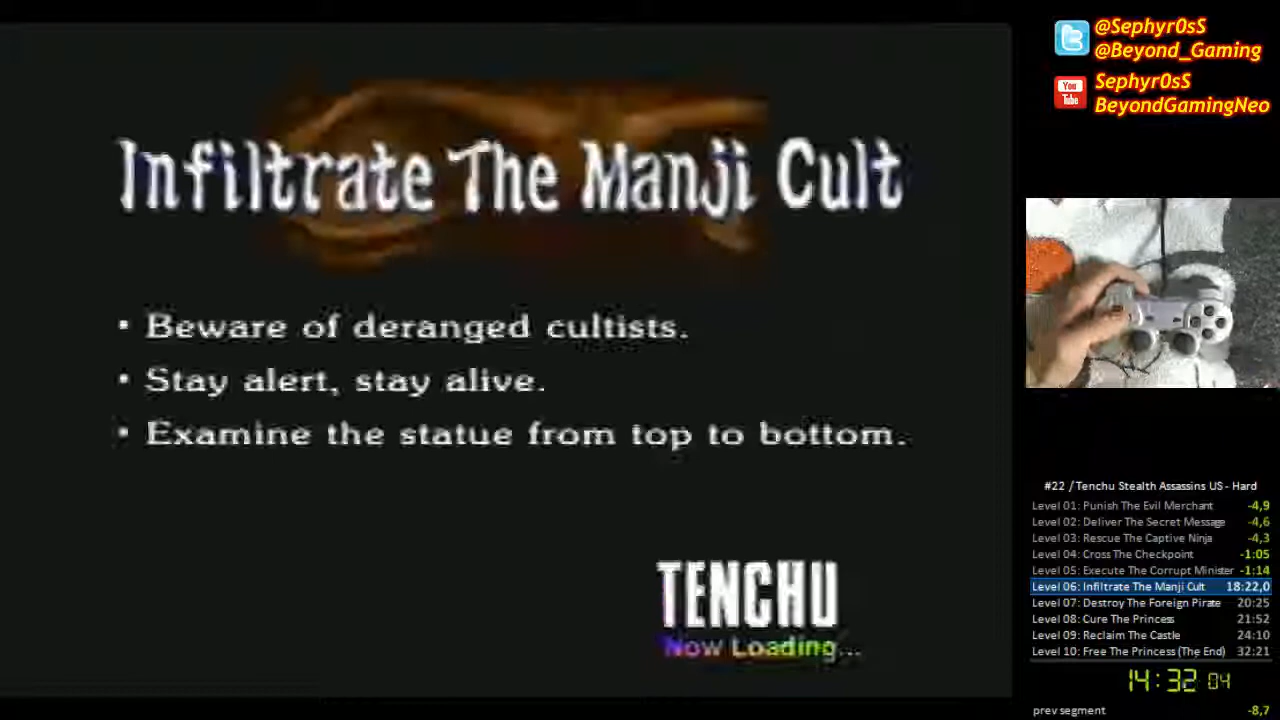 @Sephyr0sS
@Beyond_Gaming
You Tube
Sephyr0sS
BeyondGamingNeo
Infiltrate The Manji Cult
• Beware of deranged cultists.
• Stay alert, stay alive.
• Examine the statue from top to bottom.
TENCHU
Now Loading...
#22 / Tenchu Stealth Assassins US - Hard
Level 01: Punish The Evil Merchant -4,9
Level 02: Deliver The Secret Message -4,6
Level 03: Rescue The Captive Ninja -4,3
Level 04: Cross The Checkpoint -1:05
Level 05: Execute The Corrupt Minister -1:14
Level 06: Infiltrate The Manji Cult 18:22,0
Level 07: Destroy The Foreign Pirate 20:25
Level 08: Cure The Princess 21:52
Level 09: Reclaim The Castle 24:10
Level 10: Free The Princess (The End) 32:21
14:32 04
prev segment -8,7